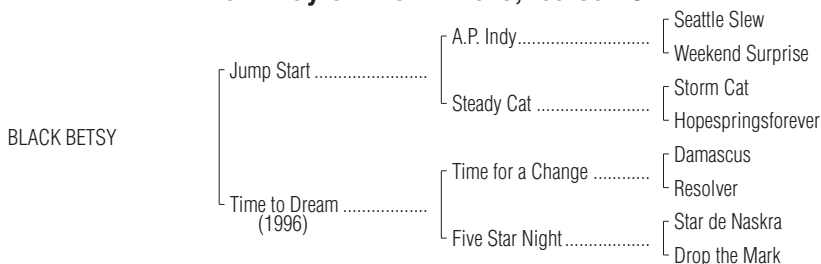 Seattle Slew
A.P. Indy
Weekend Surprise
Jump Start
Storm Cat
Steady Cat
Hopespringsforever
BLACK BETSY
Damascus
Time for a Change
Resolver
Time to Dream
(1996)
Star de Naskra
Five Star Night
Drop the Mark